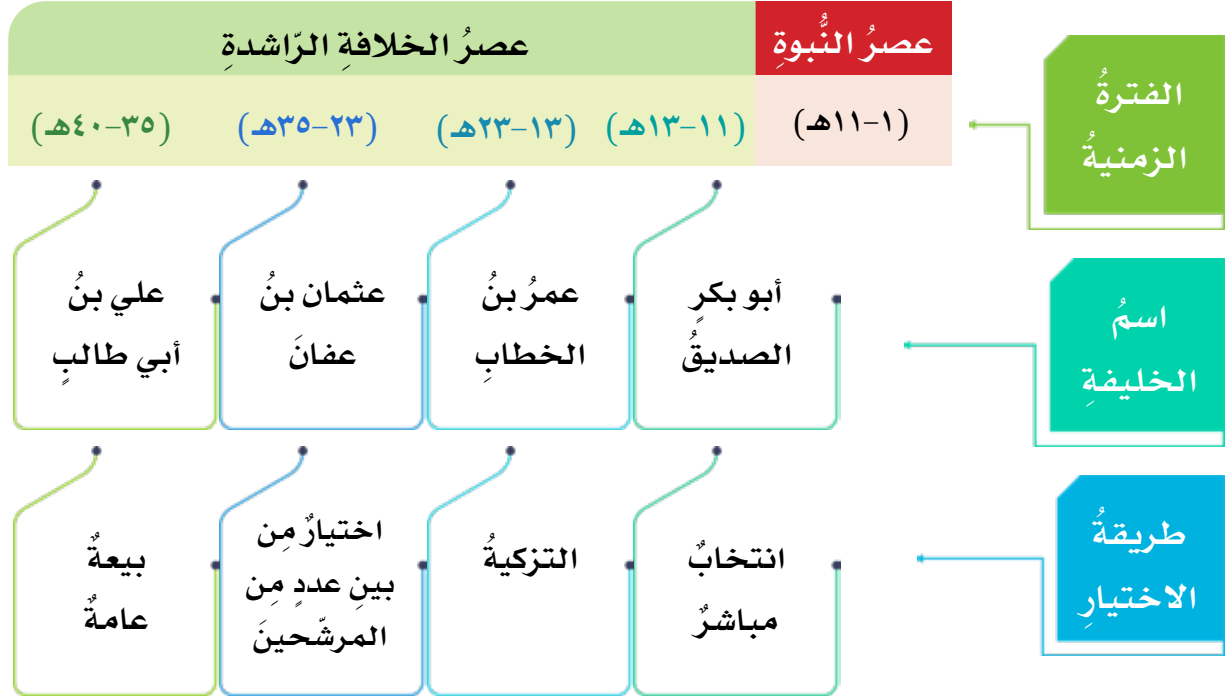 عصرُ النُّبوةِ
عصرُ الخلافةِ الرّاشدةِ
الفترةُ
الزمنيةُ
(١-١١هـ)
(١١-١٣هـ)
(١٣-٢٣هـ)
(٢٣-٣٥هـ)
(٣٥-٤٠هـ)
اسمُ
الخليفةِ
أبو بكرٍ
الصديقُ
عمرُ بنُ
الخطابِ
عثمان بنُ
عفانَ
علي بنُ
أبي طالبٍ
طريقةُ
الاختيارِ
انتخابٌ
مباشرٌ
التزكيةُ
اختيارٌ مِن
بينِ عددٍ مِن
المرشّحينَ
بيعةٌ
عامةٌ